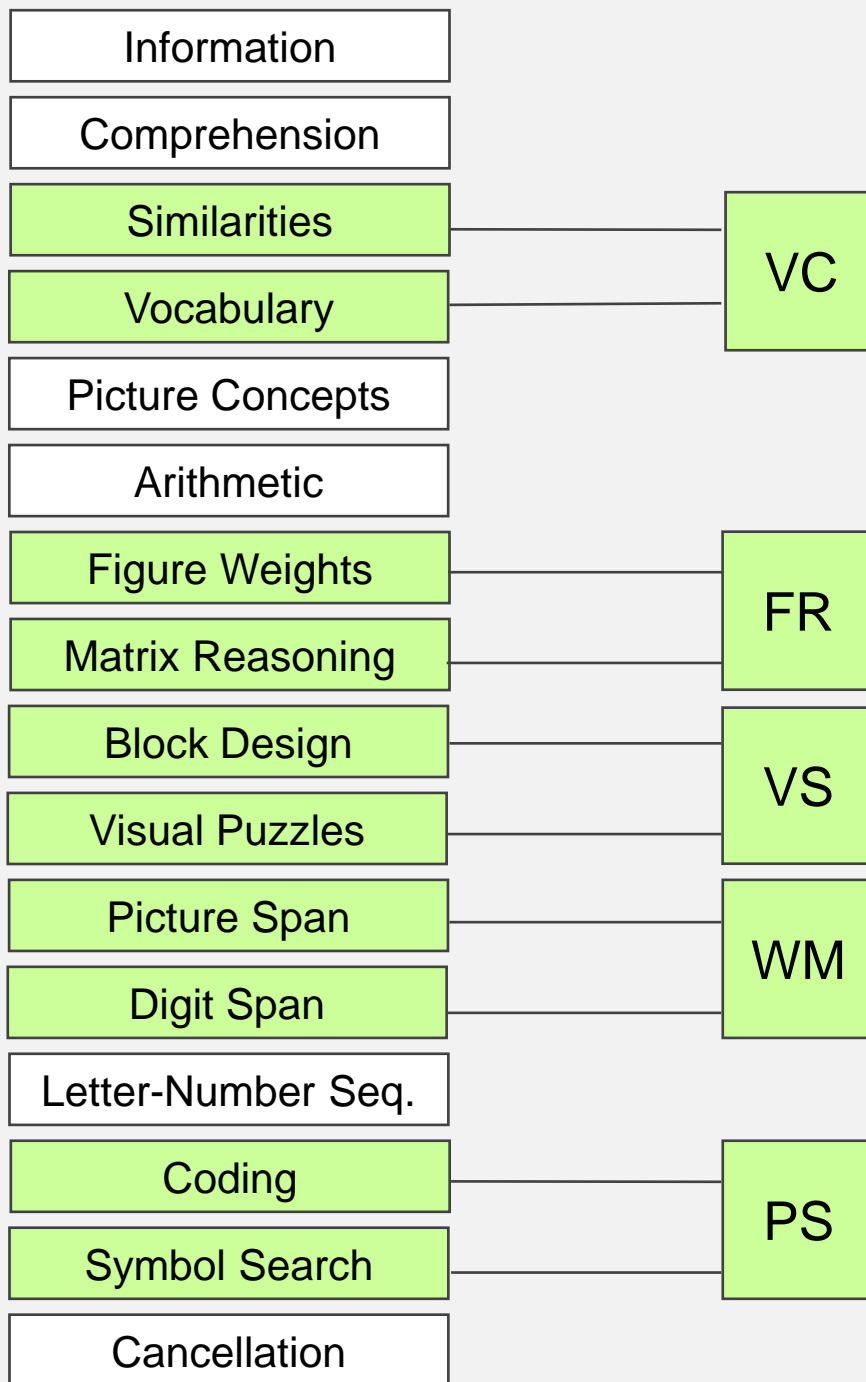 Information
Comprehension
Similarities
VC
Vocabulary
Picture Concepts
Arithmetic
Figure Weights
FR
Matrix Reasoning
Block Design
VS
Visual Puzzles
Picture Span
WM
Digit Span
Letter-Number Seq.
Coding
PS
Symbol Search
Cancellation